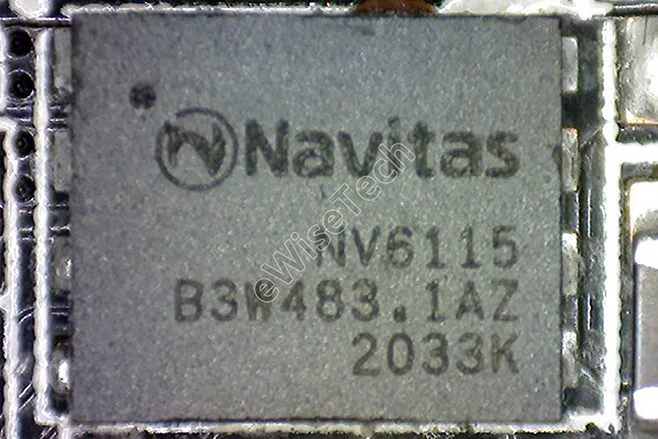 Navitas
NV6115
B3W483.1AZ
2033K
eWiseTech